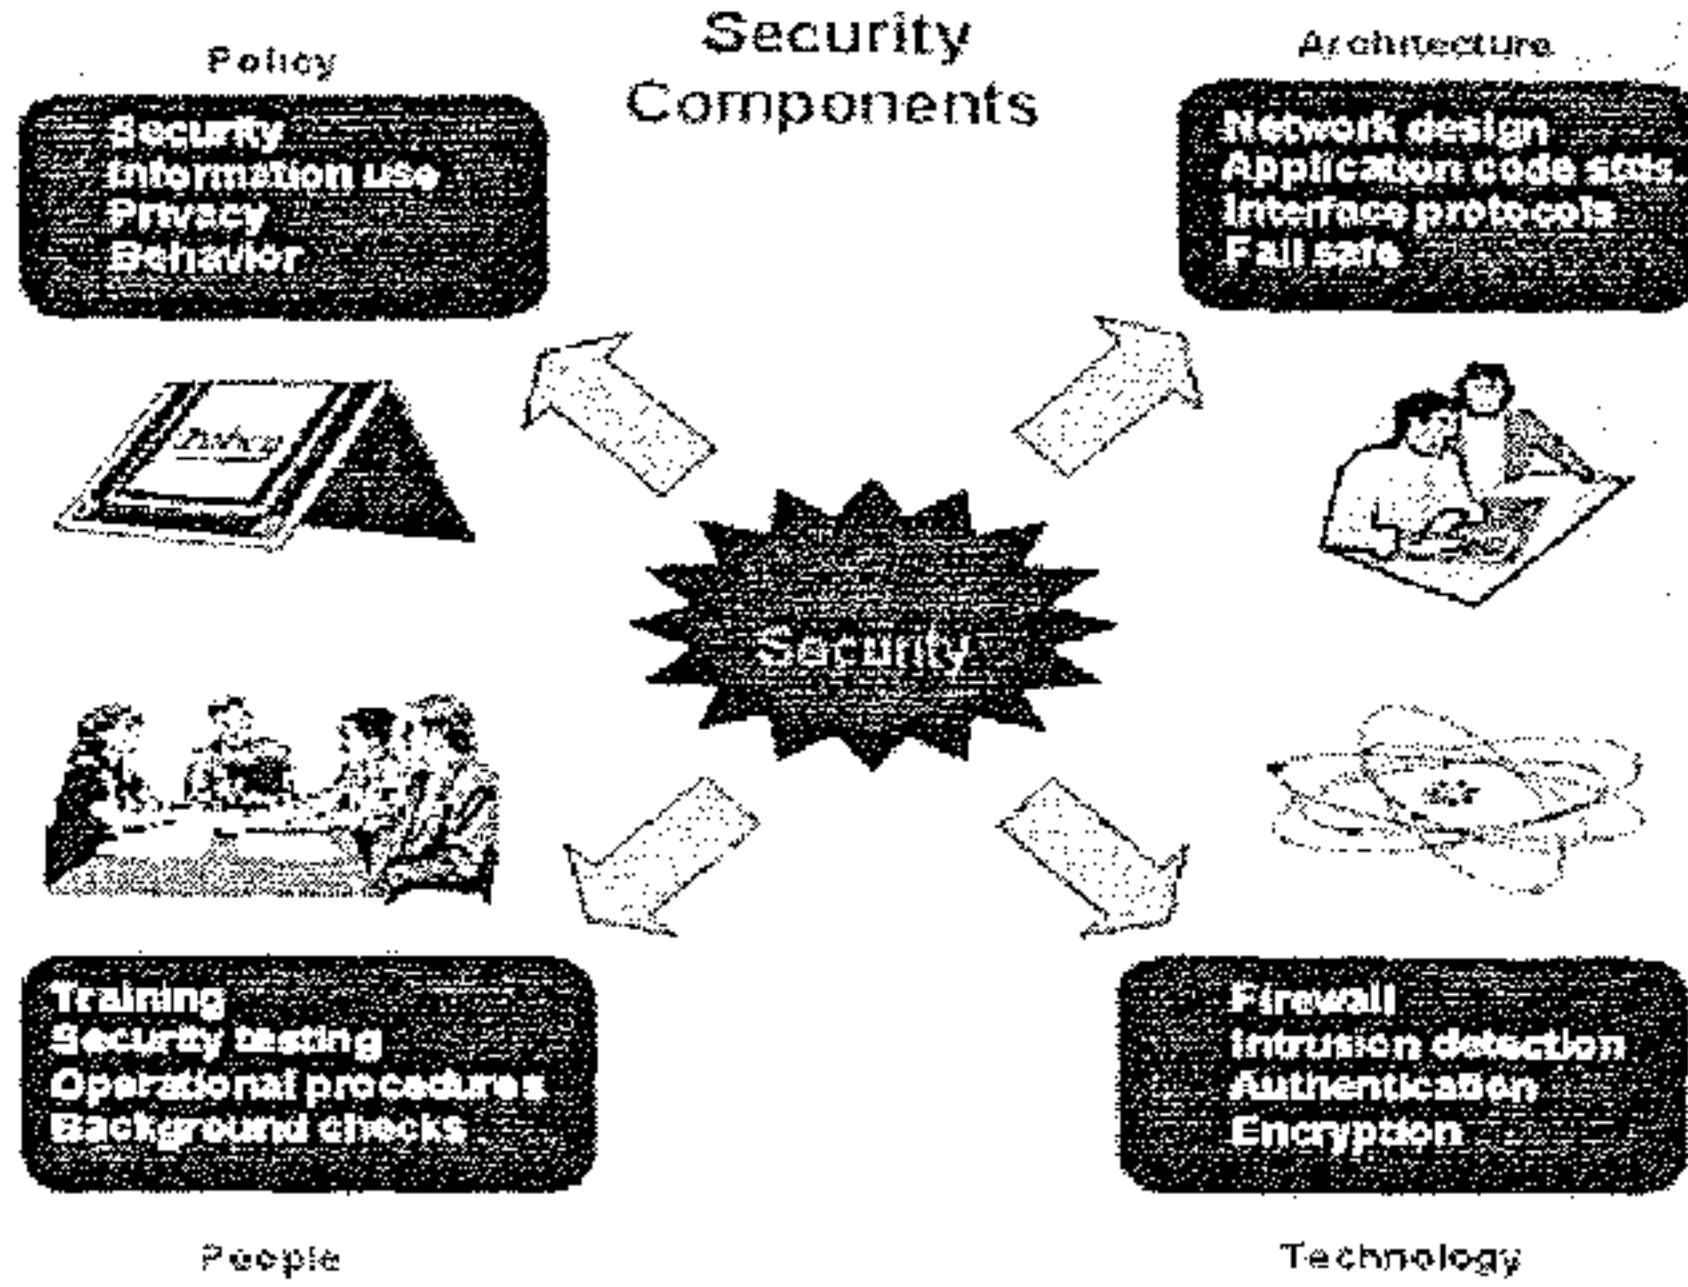 Security
Components
Policy
Security
Information use
Privacy
Behavior
Architecture
Network design
Application code stds.
Interface protocols
Fail safe
Policy
Security
Training
Security testing
Operational procedures
Background checks
People
Firewall
Intrusion detection
Authentication
Encryption
Technology